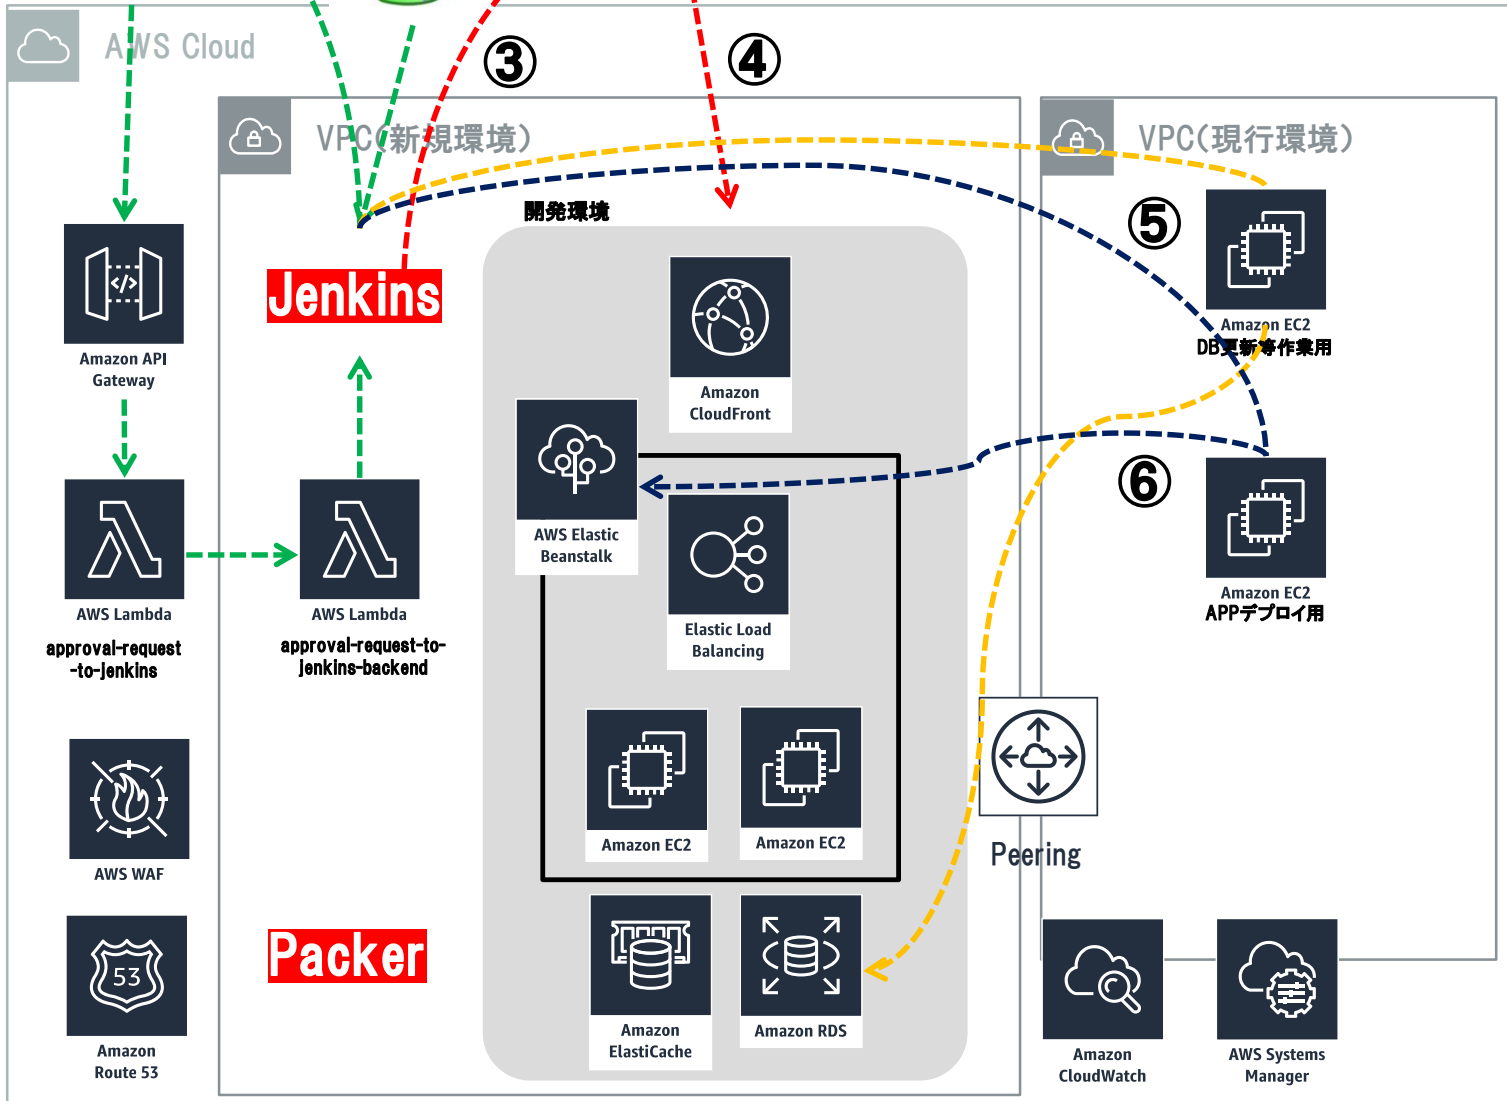 AWS Cloud
③
④
VPC(新規環境)
VPC(現行環境)
開発環境
⑤
Jenkins
Amazon API
Gateway
Amazon
CloudFront
Amazon EC2
DB更新等作業用
AWS Elastic
Beanstalk
⑥
AWS Lambda
approval-request
-to-jenkins
AWS Lambda
approval-request-to-
jenkins-backend
Elastic Load
Balancing
Amazon EC2
APPデプロイ用
Amazon EC2
Amazon EC2
Peering
AWS WAF
Packer
53
Amazon
Route 53
Amazon
ElastiCache
Amazon RDS
Amazon
CloudWatch
AWS Systems
Manager